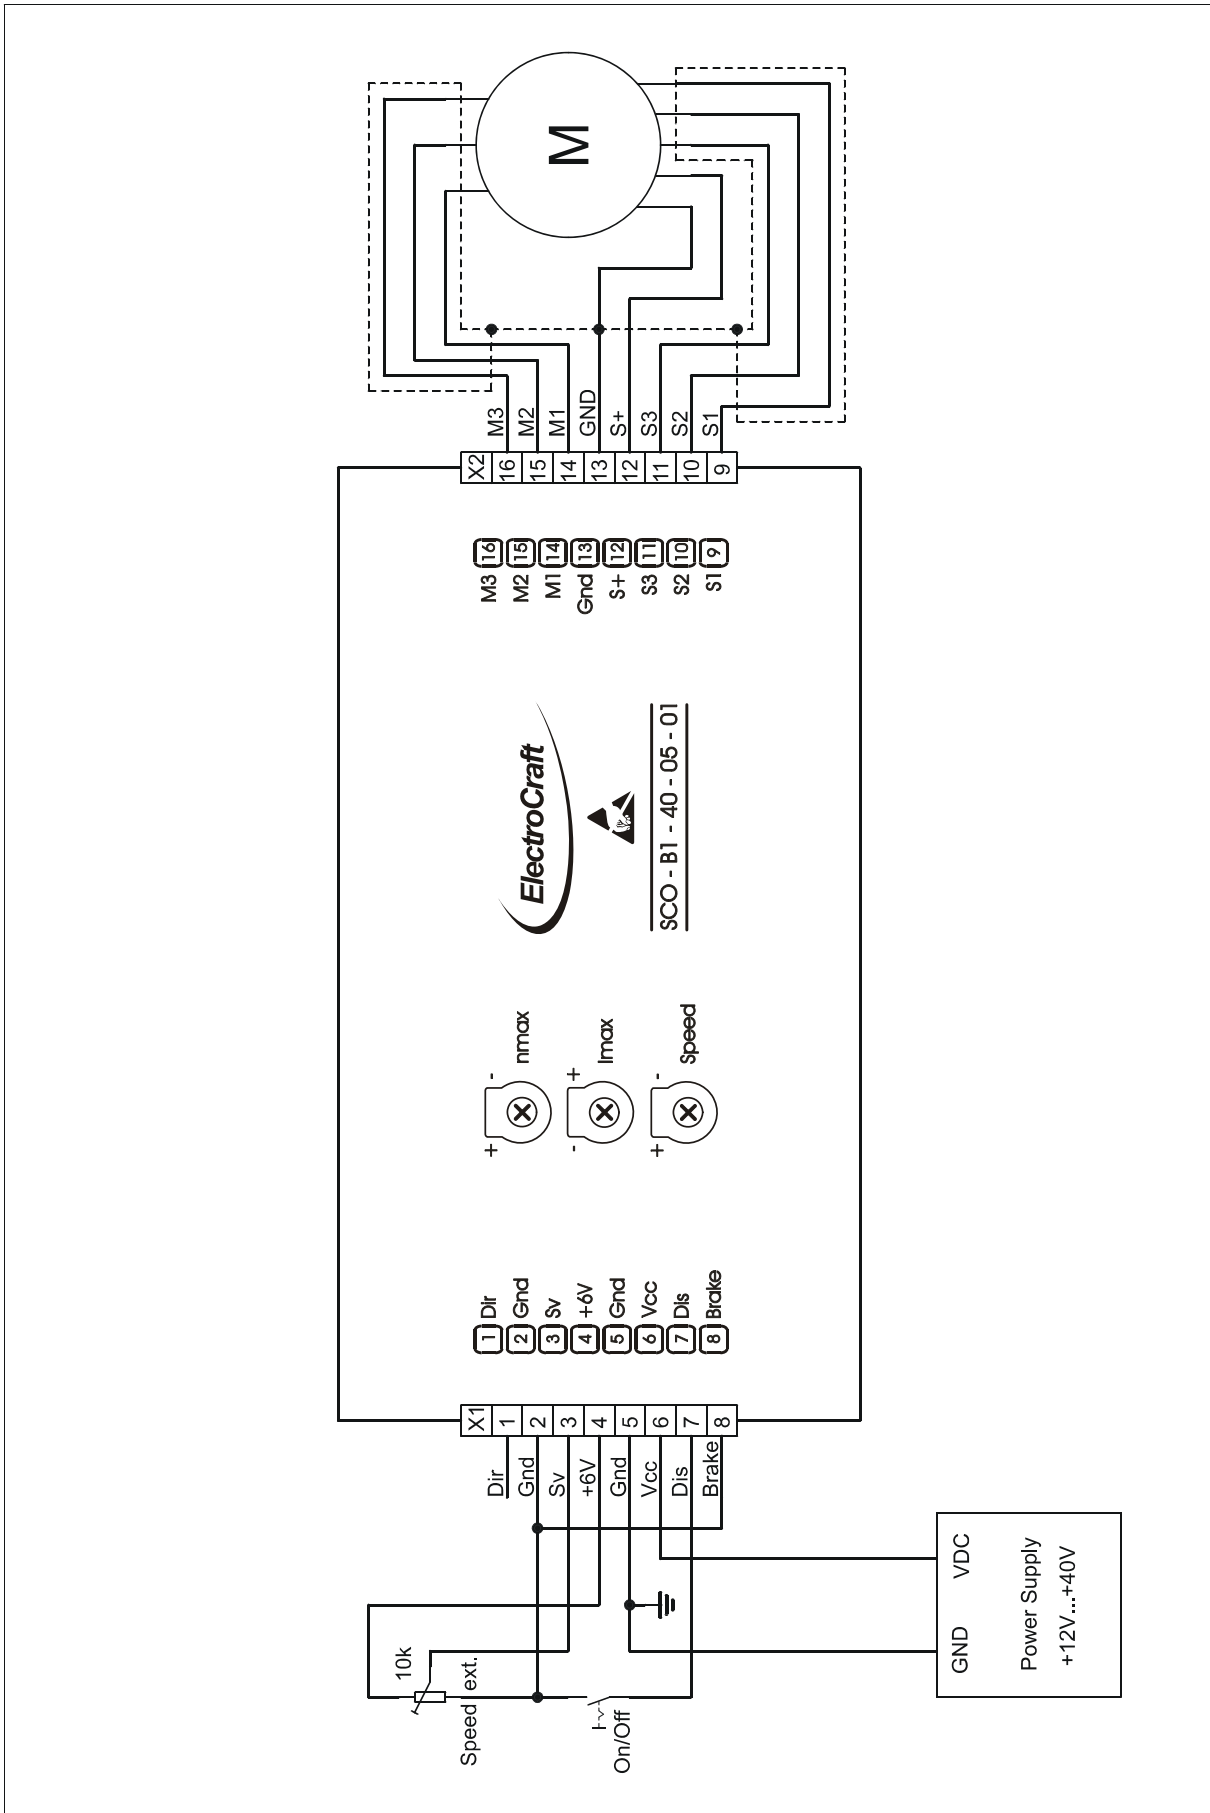 M
M3
M2
M1
GND
S+
S3
S2
S1
X2
16
15
14
13
12
11
10
9
M3 16
M2 15
M1 14
Gnd 13
S+ 12
S3 11
S2 10
S1 9
ElectroCraft
SCO - B1 - 40 - 05 - 01
+ - nmax
- + Imax
+ - Speed
1 Dir
2 Gnd
3 Sv
4 +6V
5 Gnd
6 Vcc
7 Dis
8 Brake
X1
1
2
3
4
5
6
7
8
Dir
Gnd
Sv
+6V
Gnd
Vcc
Dis
Brake
10k
Speed ext.
On/Off
GND VDC
Power Supply
+12V...+40V